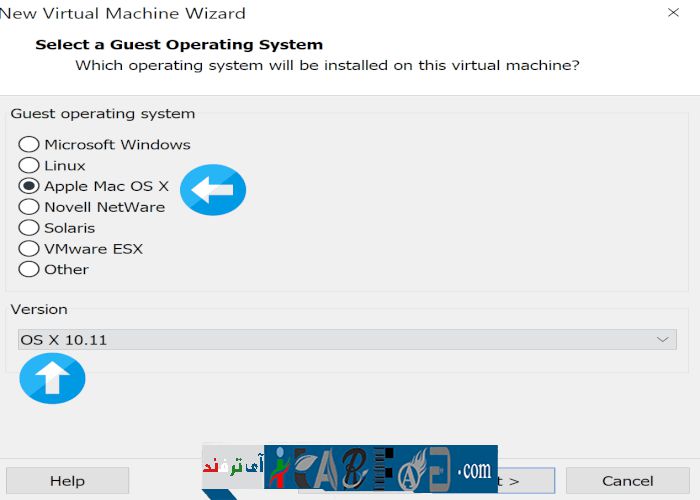 New Virtual Machine Wizard
Select a Guest Operating System
Which operating system will be installed on this virtual machine?
Guest operating system
Microsoft Windows
Linux
Apple Mac OS X
Novell NetWare
Solaris
VMware ESX
Other
Version
OS X 10.11
آی ترفند
.com
Help
>
Cancel